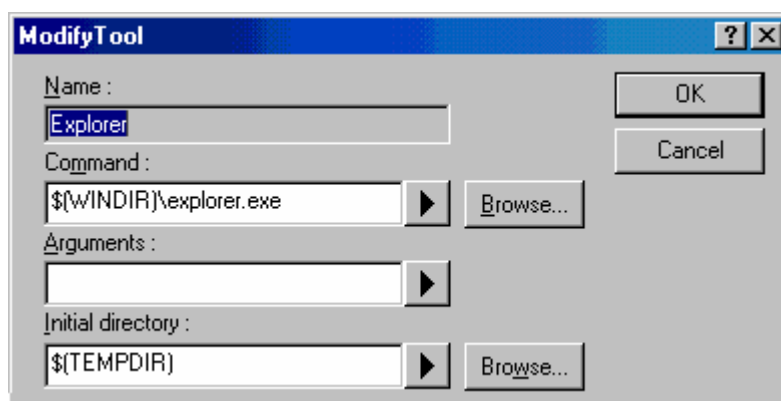 ModifyTool
Name :
OK
Explorer
Command :
Cancel
$(WINDIR)\explorer.exe
Browse...
Arguments :
Initial directory :
$(TEMPDIR)
Browse...